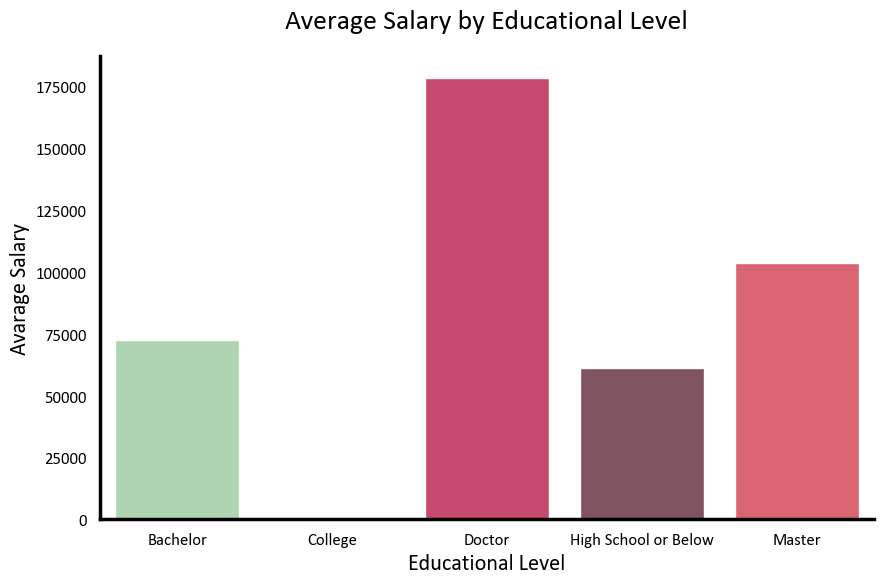 Average Salary by Educational Level
Avarage Salary
175000
150000
125000
100000
75000
50000
25000
0
Bachelor College Doctor High School or Below Master
Educational Level